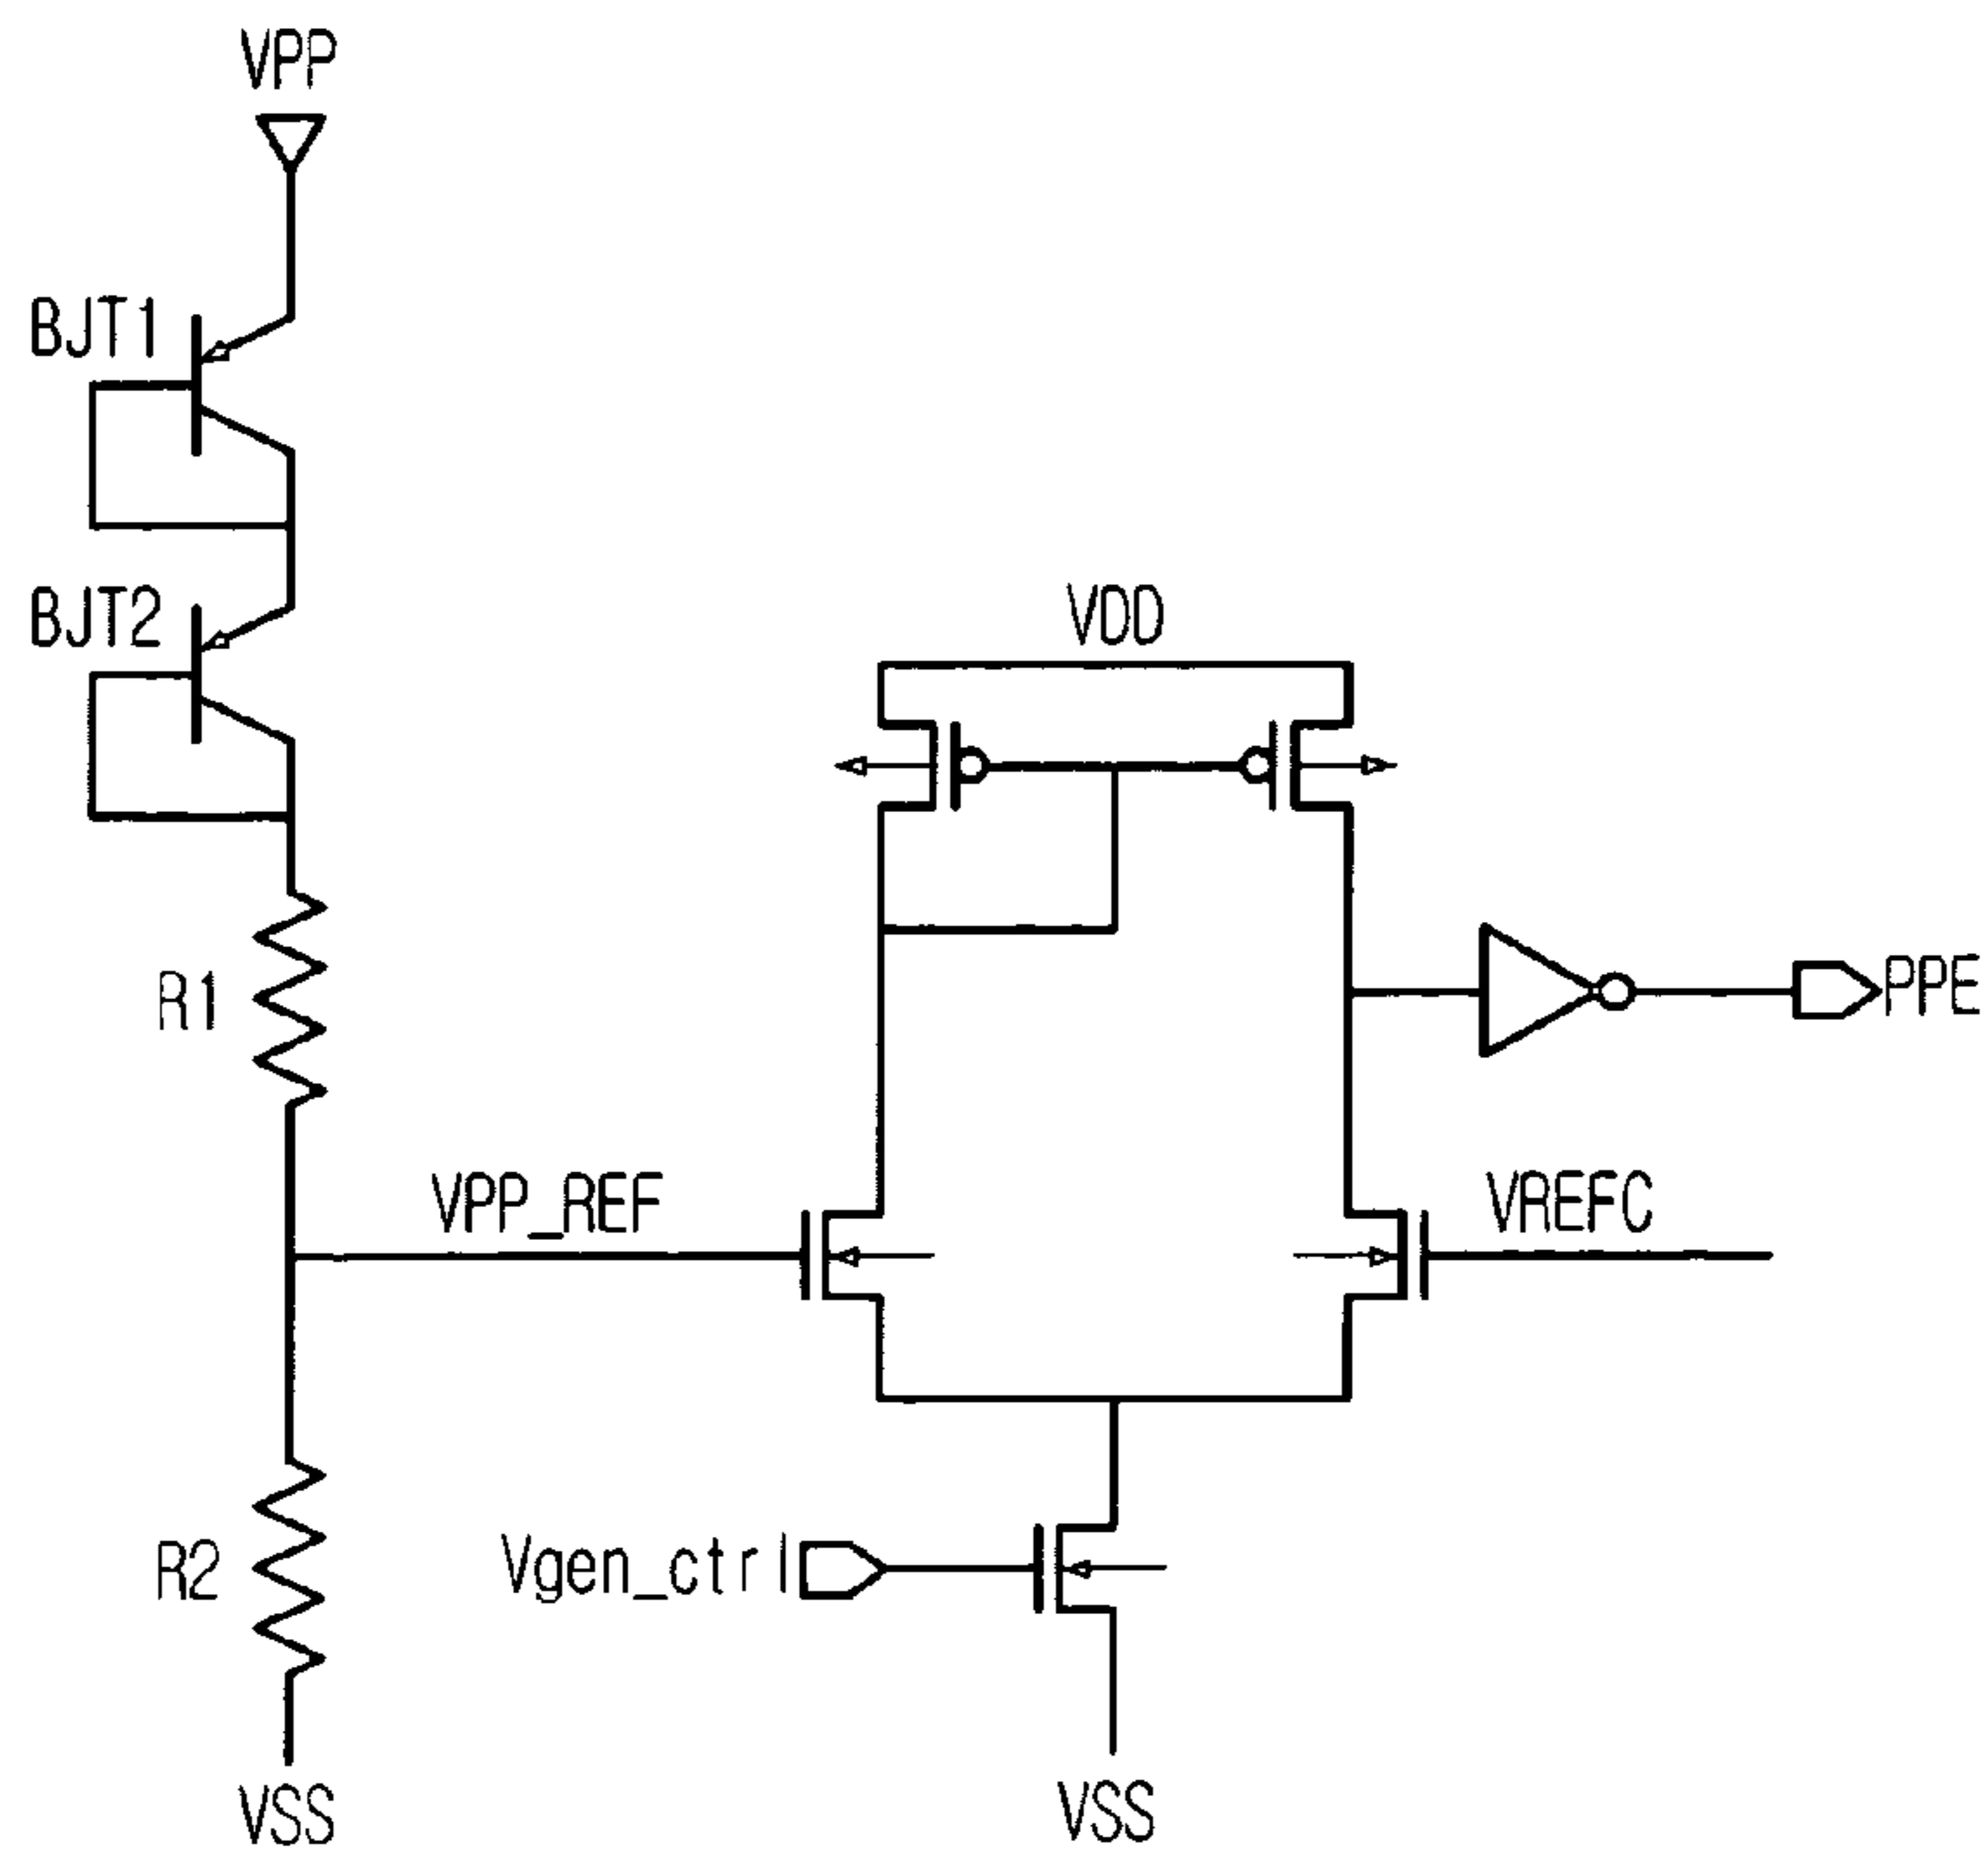 VPP
BJT1
BJT2
VDD
R1
PPE
VPP_REF
VREFC
R2
Vgen_ctrl
VSS
VSS